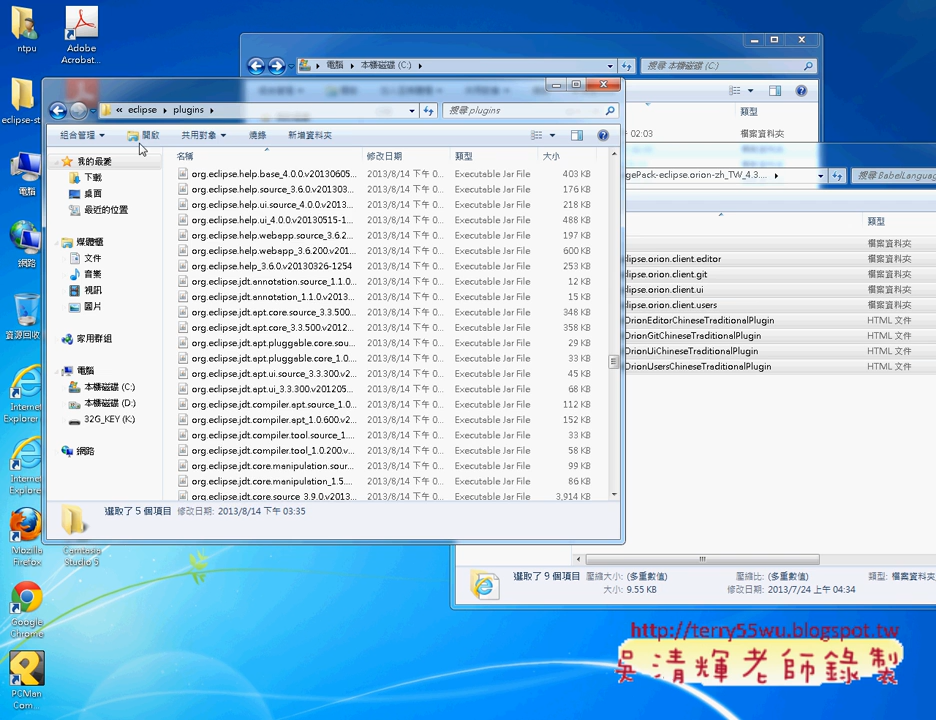 ntpu
Adobe
Acrobat...
eclipse-st
電腦
網路
資源回收
Internet
Explorer
Internet
Explore
Mozilla
Firefox
Camtasia
Studio 5
Google
Chrome
PCMan
Com...
電腦 本機磁碟 (C:)
搜尋 本機磁碟 (C:)
類型
02:03 檔案資料夾
« eclipse plugins
搜尋 plugins
組合管理 開啟 共用對象 燒錄 新增資料夾
我的最愛
下載
桌面
最近的位置
媒體櫃
文件
音樂
視訊
圖片
家用群組
電腦
本機磁碟 (C:)
本機磁碟 (D:)
32G_KEY (K:)
網路
名稱 修改日期 類型 大小
org.eclipse.help.base_4.0.0.v20130605... 2013/8/14 下午 0... Executable Jar File 403 KB
org.eclipse.help.source_3.6.0.v201303... 2013/8/14 下午 0... Executable Jar File 176 KB
org.eclipse.help.ui.source_4.0.0.v2013... 2013/8/14 下午 0... Executable Jar File 218 KB
org.eclipse.help.ui_4.0.0.v20130515-1... 2013/8/14 下午 0... Executable Jar File 488 KB
org.eclipse.help.webapp.source_3.6.2... 2013/8/14 下午 0... Executable Jar File 197 KB
org.eclipse.help.webapp_3.6.200.v201... 2013/8/14 下午 0... Executable Jar File 600 KB
org.eclipse.help_3.6.0.v20130326-1254 2013/8/14 下午 0... Executable Jar File 253 KB
org.eclipse.jdt.annotation.source_1.1.0... 2013/8/14 下午 0... Executable Jar File 12 KB
org.eclipse.jdt.annotation_1.1.0.v2013... 2013/8/14 下午 0... Executable Jar File 15 KB
org.eclipse.jdt.apt.core.source_3.3.500... 2013/8/14 下午 0... Executable Jar File 348 KB
org.eclipse.jdt.apt.core_3.3.500.v2012... 2013/8/14 下午 0... Executable Jar File 358 KB
org.eclipse.jdt.apt.pluggable.core.sou... 2013/8/14 下午 0... Executable Jar File 29 KB
org.eclipse.jdt.apt.pluggable.core_1.0... 2013/8/14 下午 0... Executable Jar File 33 KB
org.eclipse.jdt.apt.ui.source_3.3.300.v2... 2013/8/14 下午 0... Executable Jar File 45 KB
org.eclipse.jdt.apt.ui_3.3.300.v201205... 2013/8/14 下午 0... Executable Jar File 68 KB
org.eclipse.jdt.compiler.apt.source_1.0... 2013/8/14 下午 0... Executable Jar File 112 KB
org.eclipse.jdt.compiler.apt_1.0.600.v2... 2013/8/14 下午 0... Executable Jar File 152 KB
org.eclipse.jdt.compiler.tool.source_1.... 2013/8/14 下午 0... Executable Jar File 33 KB
org.eclipse.jdt.compiler.tool_1.0.200.v... 2013/8/14 下午 0... Executable Jar File 58 KB
org.eclipse.jdt.core.manipulation.sour... 2013/8/14 下午 0... Executable Jar File 99 KB
org.eclipse.jdt.core.manipulation_1.5.... 2013/8/14 下午 0... Executable Jar File 86 KB
org.eclipse.jdt.core.source_3.9.0.v2013... 2013/8/14 下午 0... Executable Jar File 3,914 KB
選取了 5 個項目 修改日期: 2013/8/14 下午 03:35
gePack-eclipse.orion-zh_TW_4.3....
搜尋 BabelLanguag
類型
檔案資料夾
lipse.orion.client.editor 檔案資料夾
lipse.orion.client.git 檔案資料夾
lipse.orion.client.ui 檔案資料夾
lipse.orion.client.users 檔案資料夾
OrionEditorChineseTraditionalPlugin HTML 文件
OrionGitChineseTraditionalPlugin HTML 文件
OrionUiChineseTraditionalPlugin HTML 文件
OrionUsersChineseTraditionalPlugin HTML 文件
選取了 9 個項目 壓縮大小: (多重數值) 壓縮比: (多重數值) 類型: 檔案資料夾
大小: 9.55 KB 修改日期: 2013/7/24 上午 04:34
http://terry55wu.blogspot.tw
吳清輝老師錄製